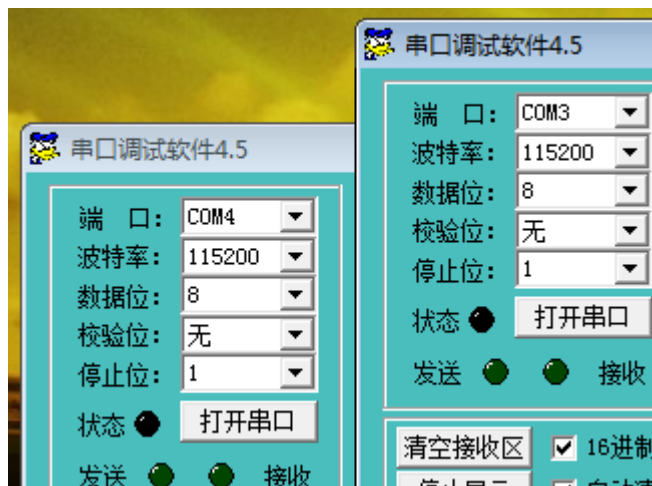 串口调试软件4.5
端 口: COM4
波特率: 115200
数据位: 8
校验位: 无
停止位: 1
状态 打开串口
发送 接收
串口调试软件4.5
端 口: COM3
波特率: 115200
数据位: 8
校验位: 无
停止位: 1
状态 打开串口
发送 接收
清空接收区 16进制